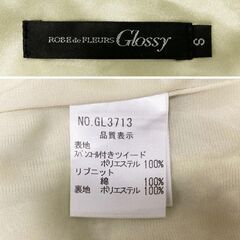 ROSE de FLEURS Glossy
S
NO.GL3713
品質表示
表地
スパンコール付きツイード
ポリエステル 100%
リブニット
綿 100%
裏地 ポリエステル 100%